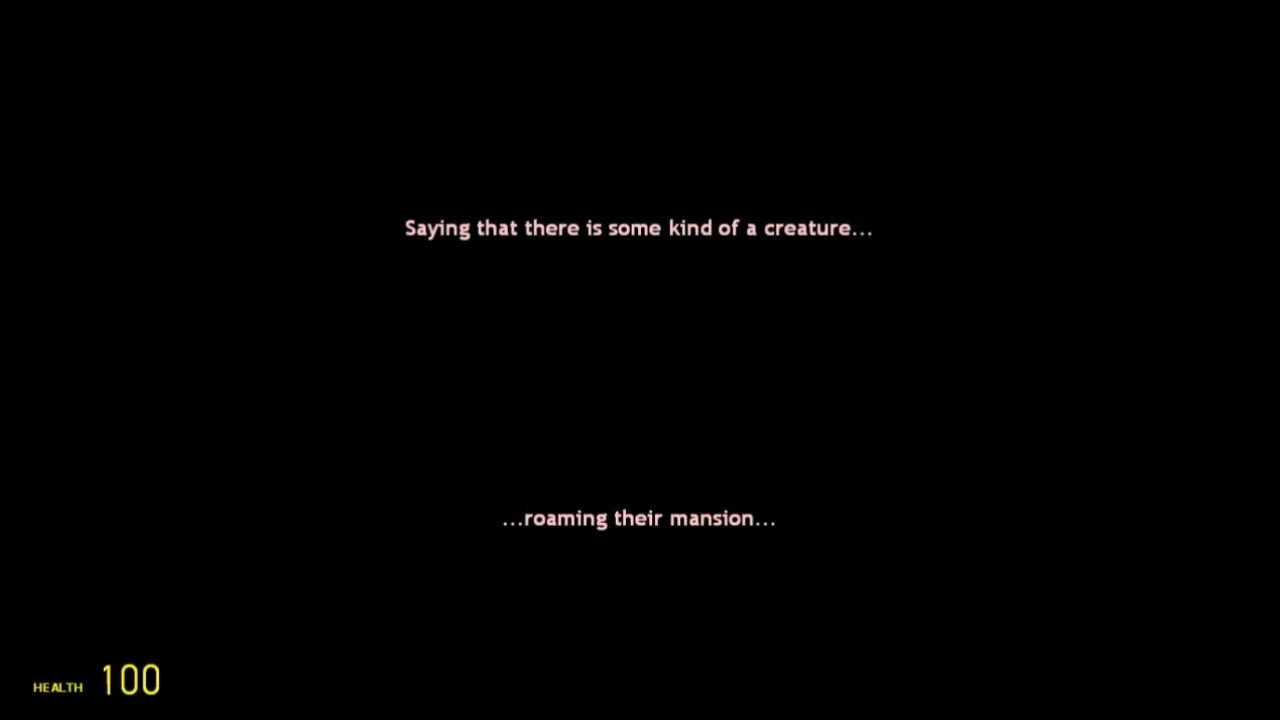 Saying that there is some kind of a creature...
...roaming their mansion...
HEALTH 100